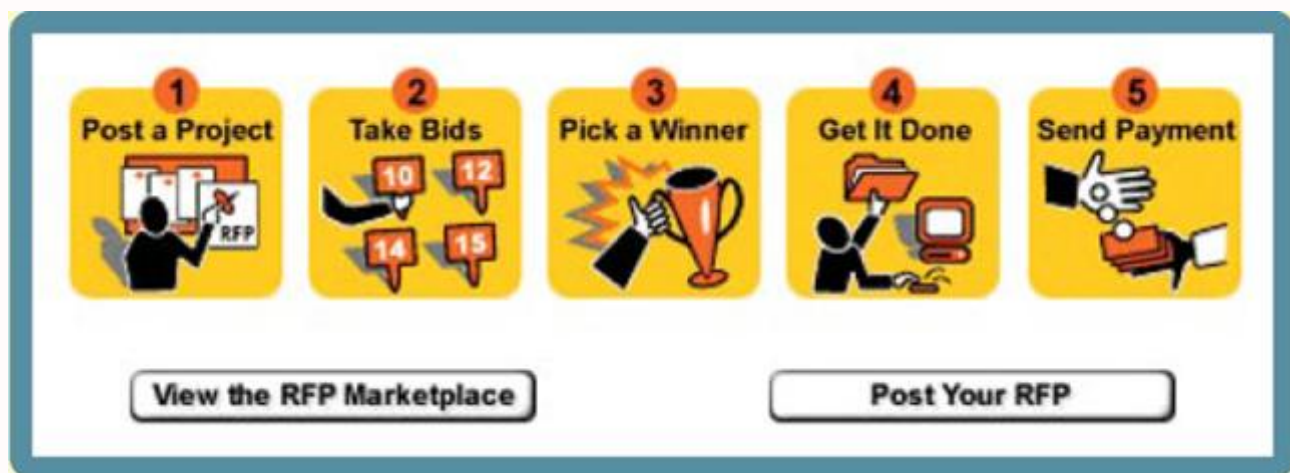 1
Post a Project
RFP
2
Take Bids
10
12
14
15
3
Pick a Winner
4
Get It Done
5
Send Payment
View the RFP Marketplace
Post Your RFP